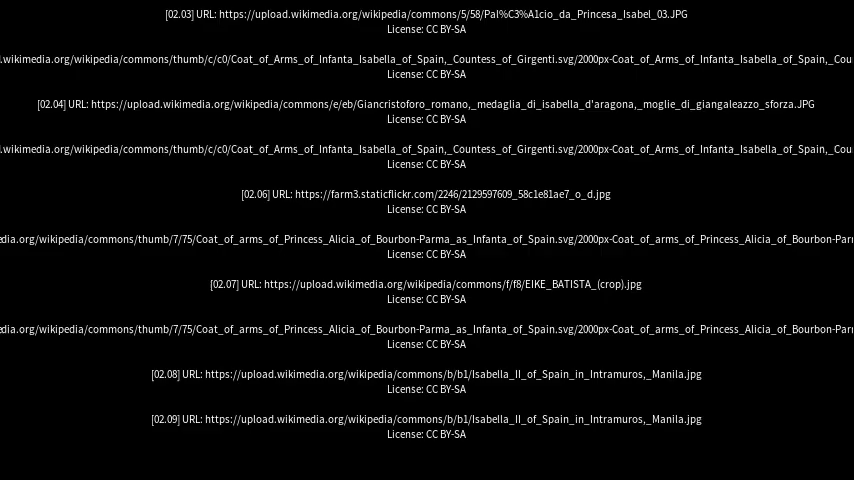 [02.03] URL: https://upload.wikimedia.org/wikipedia/commons/5/58/Pal%C3%A1cio_da_Princesa_Isabel_03.JPG
License: CC BY-SA
.wikimedia.org/wikipedia/commons/thumb/c/c0/Coat_of_Arms_of_Infanta_Isabella_of_Spain,_Countess_of_Girgenti.svg/2000px-Coat_of_Arms_of_Infanta_Isabella_of_Spain,_Cou
License: CC BY-SA
[02.04] URL: https://upload.wikimedia.org/wikipedia/commons/e/eb/Giancristoforo_romano,_medaglia_di_isabella_d'aragona,_moglie_di_giangaleazzo_sforza.JPG
License: CC BY-SA
.wikimedia.org/wikipedia/commons/thumb/c/c0/Coat_of_Arms_of_Infanta_Isabella_of_Spain,_Countess_of_Girgenti.svg/2000px-Coat_of_Arms_of_Infanta_Isabella_of_Spain,_Cou
License: CC BY-SA
[02.06] URL: https://farm3.staticflickr.com/2246/2129597609_58c1e81ae7_o_d.jpg
License: CC BY-SA
edia.org/wikipedia/commons/thumb/7/75/Coat_of_arms_of_Princess_Alicia_of_Bourbon-Parma_as_Infanta_of_Spain.svg/2000px-Coat_of_arms_of_Princess_Alicia_of_Bourbon-Parr
License: CC BY-SA
[02.07] URL: https://upload.wikimedia.org/wikipedia/commons/f/f8/EIKE_BATISTA_(crop).jpg
License: CC BY-SA
edia.org/wikipedia/commons/thumb/7/75/Coat_of_arms_of_Princess_Alicia_of_Bourbon-Parma_as_Infanta_of_Spain.svg/2000px-Coat_of_arms_of_Princess_Alicia_of_Bourbon-Parr
License: CC BY-SA
[02.08] URL: https://upload.wikimedia.org/wikipedia/commons/b/b1/Isabella_II_of_Spain_in_Intramuros,_Manila.jpg
License: CC BY-SA
[02.09] URL: https://upload.wikimedia.org/wikipedia/commons/b/b1/Isabella_II_of_Spain_in_Intramuros,_Manila.jpg
License: CC BY-SA